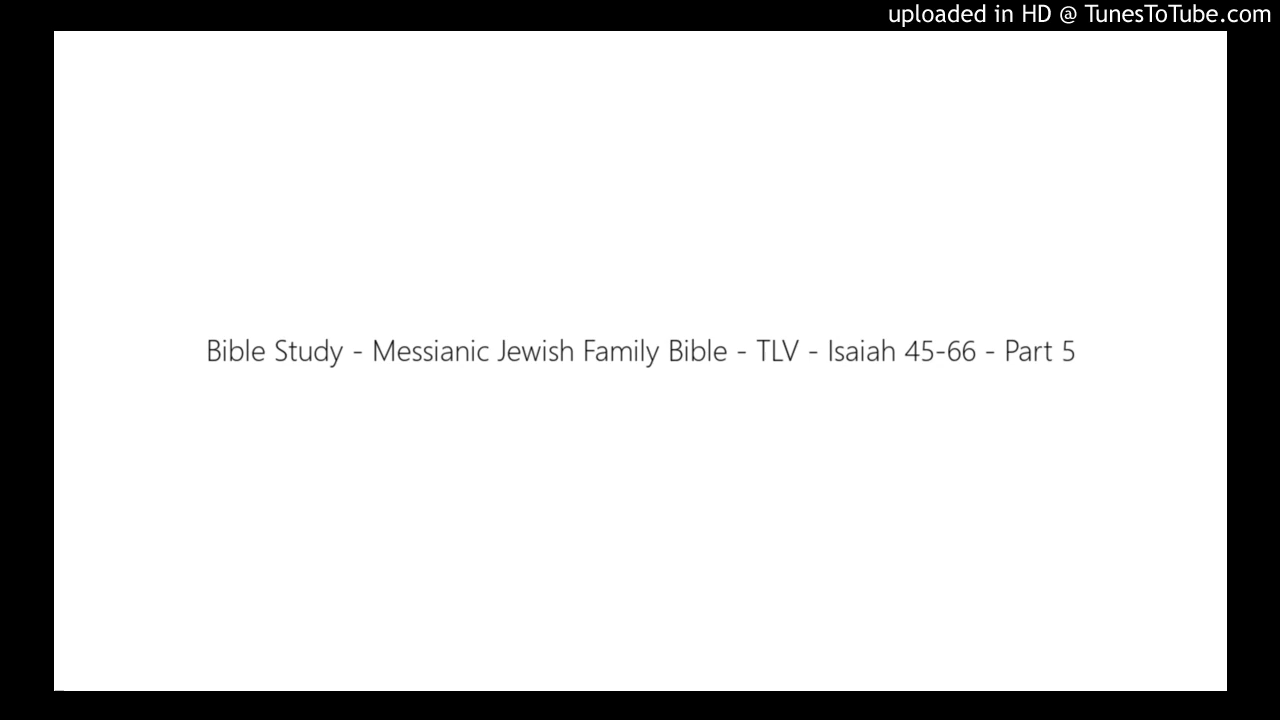 uploaded in HD @ TunesToTube.com
Bible Study - Messianic Jewish Family Bible - TLV - Isaiah 45-66 - Part 5